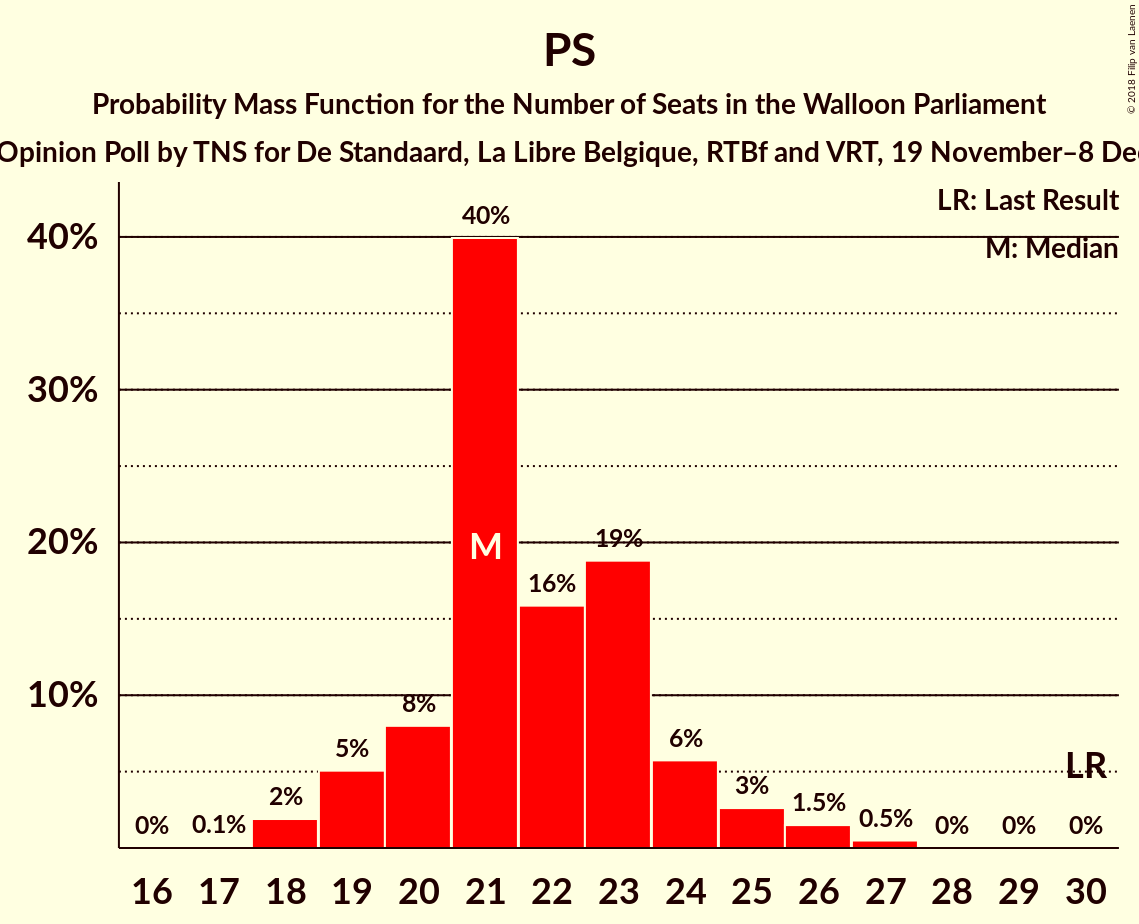 PS
Probability Mass Function for the Number of Seats in the Walloon Parliament
Opinion Poll by TNS for De Standaard, La Libre Belgique, RTBf and VRT, 19 November–8 De
© 2018 Filip van Laenen
LR: Last Result
M: Median
40%
30%
20%
10%
0%
0.1%
2%
5%
8%
40%
M
16%
19%
6%
3%
1.5%
0.5%
0%
0%
0%
LR
16 17 18 19 20 21 22 23 24 25 26 27 28 29 30